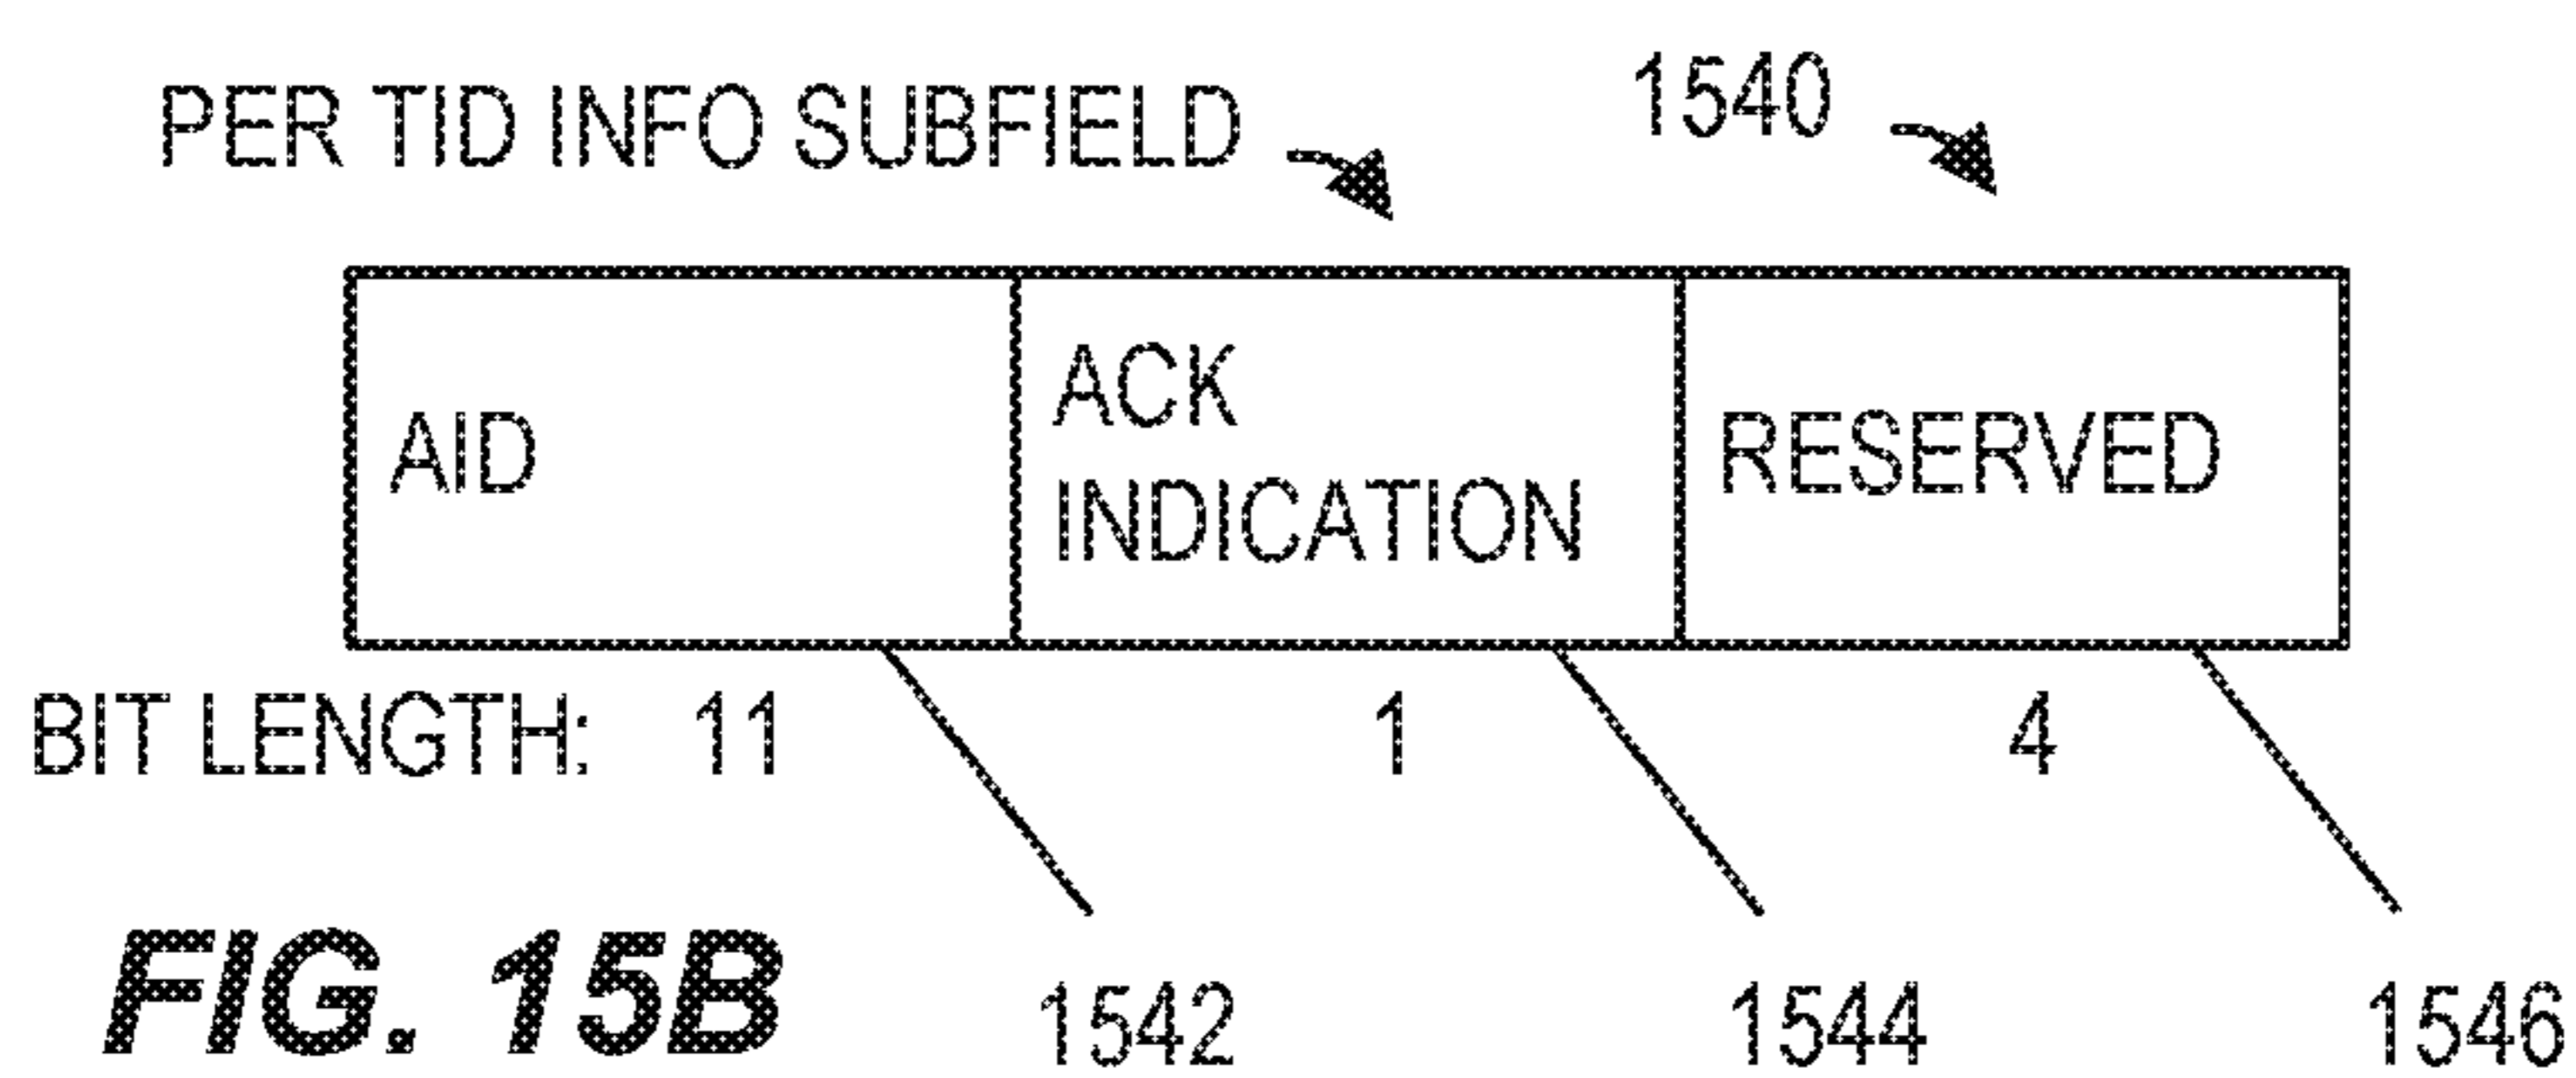 PER TID INFO SUBFIELD 1540
AID
ACK
INDICATION
RESERVED
BIT LENGTH: 11 1 4
FIG. 15B
1542 1544 1546